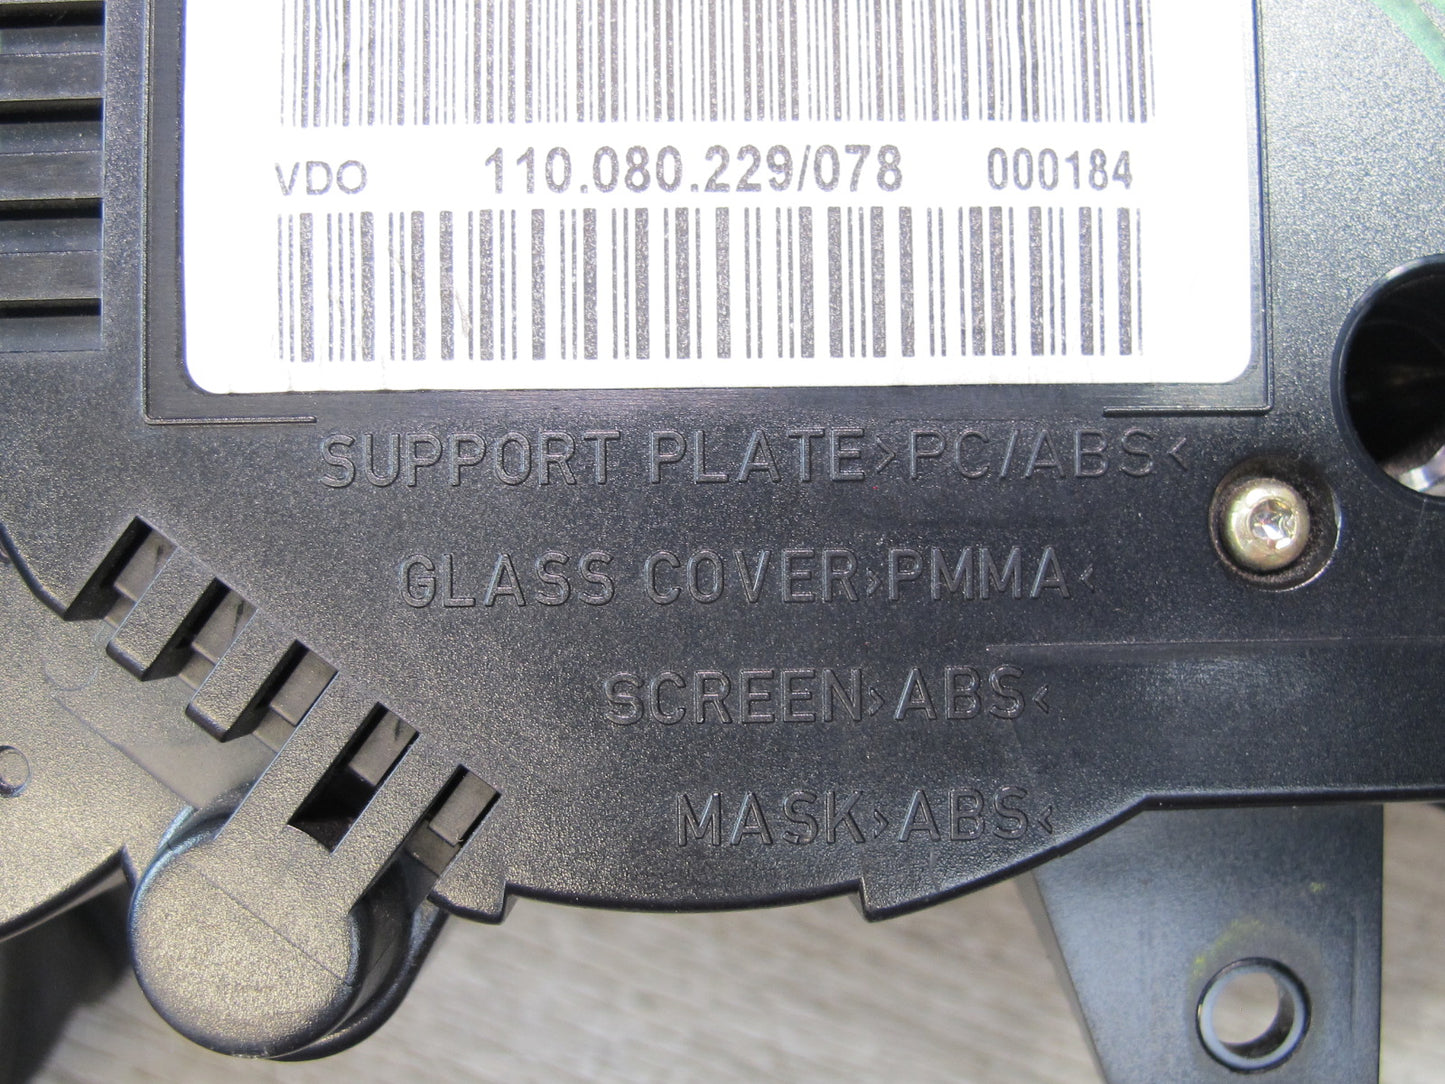 VDO 110.080.229/078 000184
SUPPORT PLATE>PC/ABS<
GLASS COVER>PMMA<
SCREEN>ABS<
MASK>ABS<